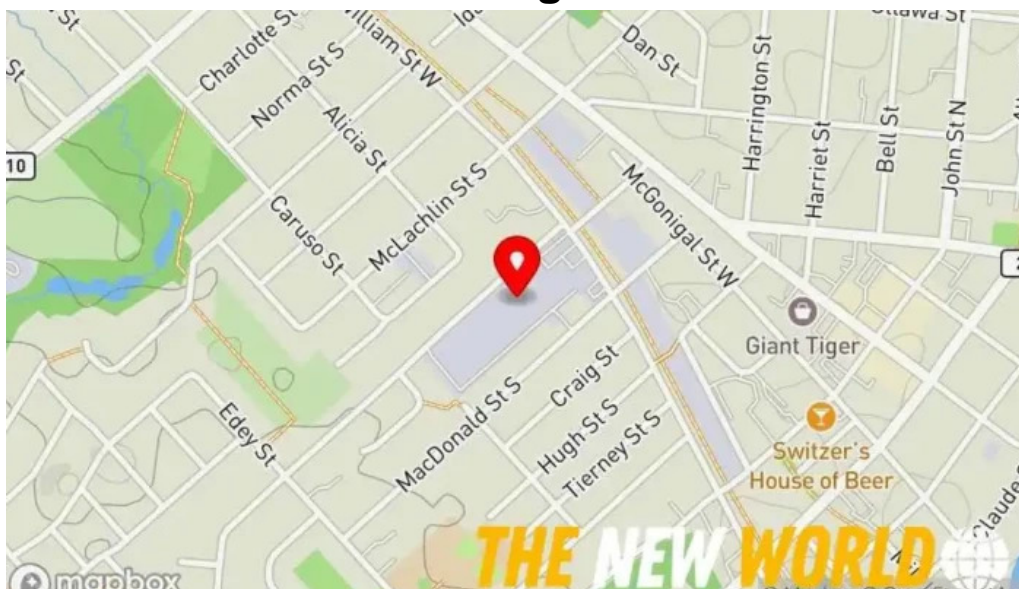 William St W
Ottawa St
Charlotte St
Dan St
Norma St S
Alicia St
Harrington St
Harriet St
Bell St
John St N
10
McLachlin St S
McGonigal St W
Caruso St
2
Giant Tiger
Craig St
MacDonald St S
Edey St
Hugh St S
Tierney St S
Switzer's
House of Beer
Claude
THE NEW WORLD
mapbox